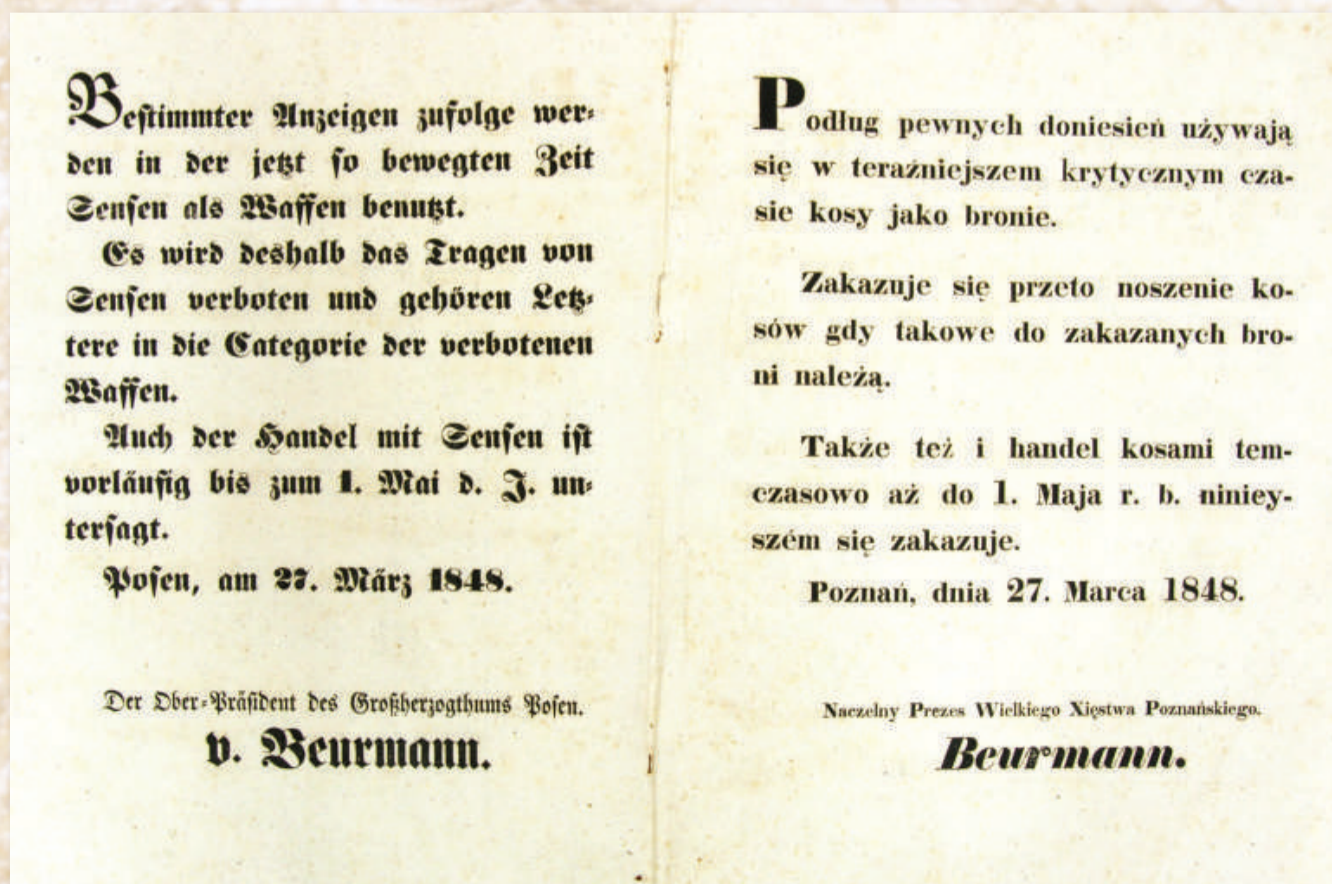 Bestimmter Anzeigen zufolge wer-
den in der jetzt so bewegten Zeit
Sensen als Waffen benutzt.
Es wird deshalb das Tragen von
Sensen verboten und gehören Letz-
tere in die Categorie der verbotenen
Waffen.
Auch der Handel mit Sensen ist
vorläufig bis zum 1. Mai d. J. un-
tersagt.
Posen, am 27. März 1848.
Der Ober-Präsident des Großherzogthums Posen.
v. Beurmann.
Podług pewnych doniesień używają
się w teraźniejszem krytycznym cza-
sie kosy jako bronie.
Zakazuje się przeto noszenie ko-
sów gdy takowe do zakazanych bro-
ni należą.
Także też i handel kosami tem-
czasowo aż do 1. Maja r. b. niniey-
szém się zakazuje.
Poznań, dnia 27. Marca 1848.
Naczelny Prezes Wielkiego Xięstwa Poznańskiego.
Beurmann.